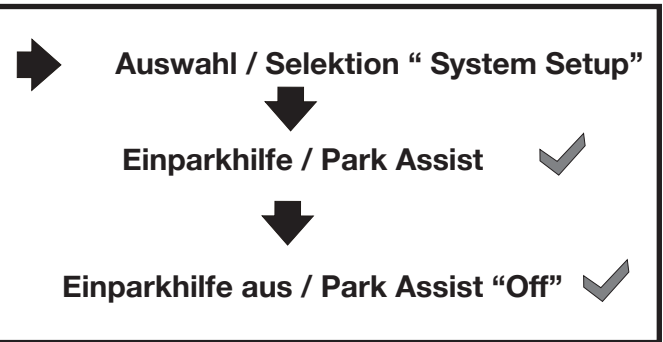 Auswahl / Selektion “ System Setup”
Einparkhilfe / Park Assist
Einparkhilfe aus / Park Assist “Off”